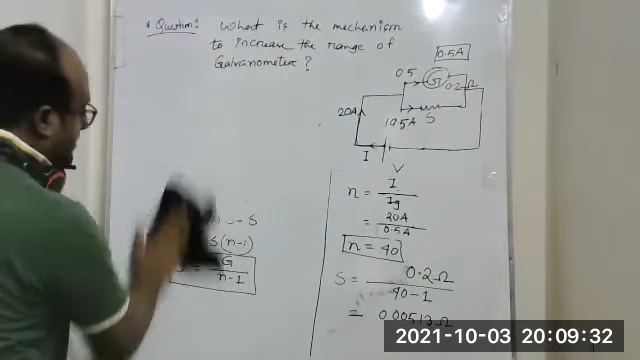 * Question: What is the mechanism
to increase the range of
Galvanometer ?
0.5A
0.5
G
0.2Ω
20A
19.5A
S
I
V
n = I / Ig
= 20A / 0.5A
n = 40
S = 0.2Ω / 40-1
= 0.00513Ω
- S
S(n-1)
= G / n-1
2021-10-03 20:09:32